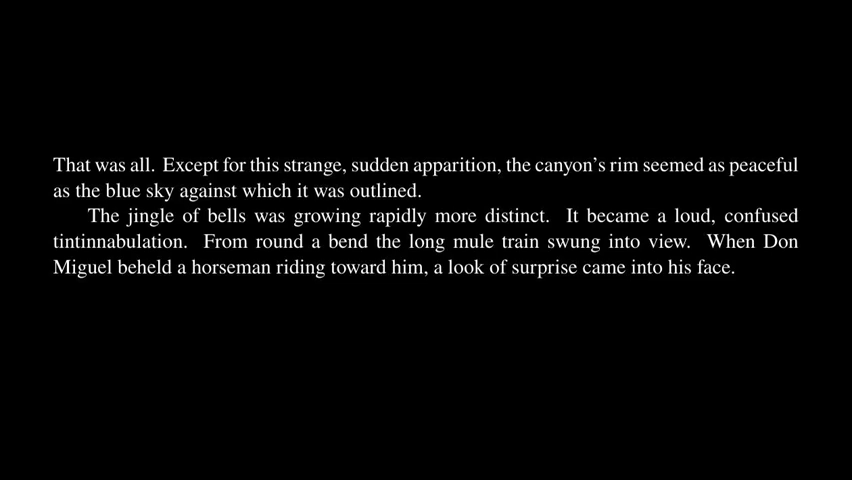 That was all. Except for this strange, sudden apparition, the canyon’s rim seemed as peaceful
as the blue sky against which it was outlined.
The jingle of bells was growing rapidly more distinct. It became a loud, confused
tintinnabulation. From round a bend the long mule train swung into view. When Don
Miguel beheld a horseman riding toward him, a look of surprise came into his face.